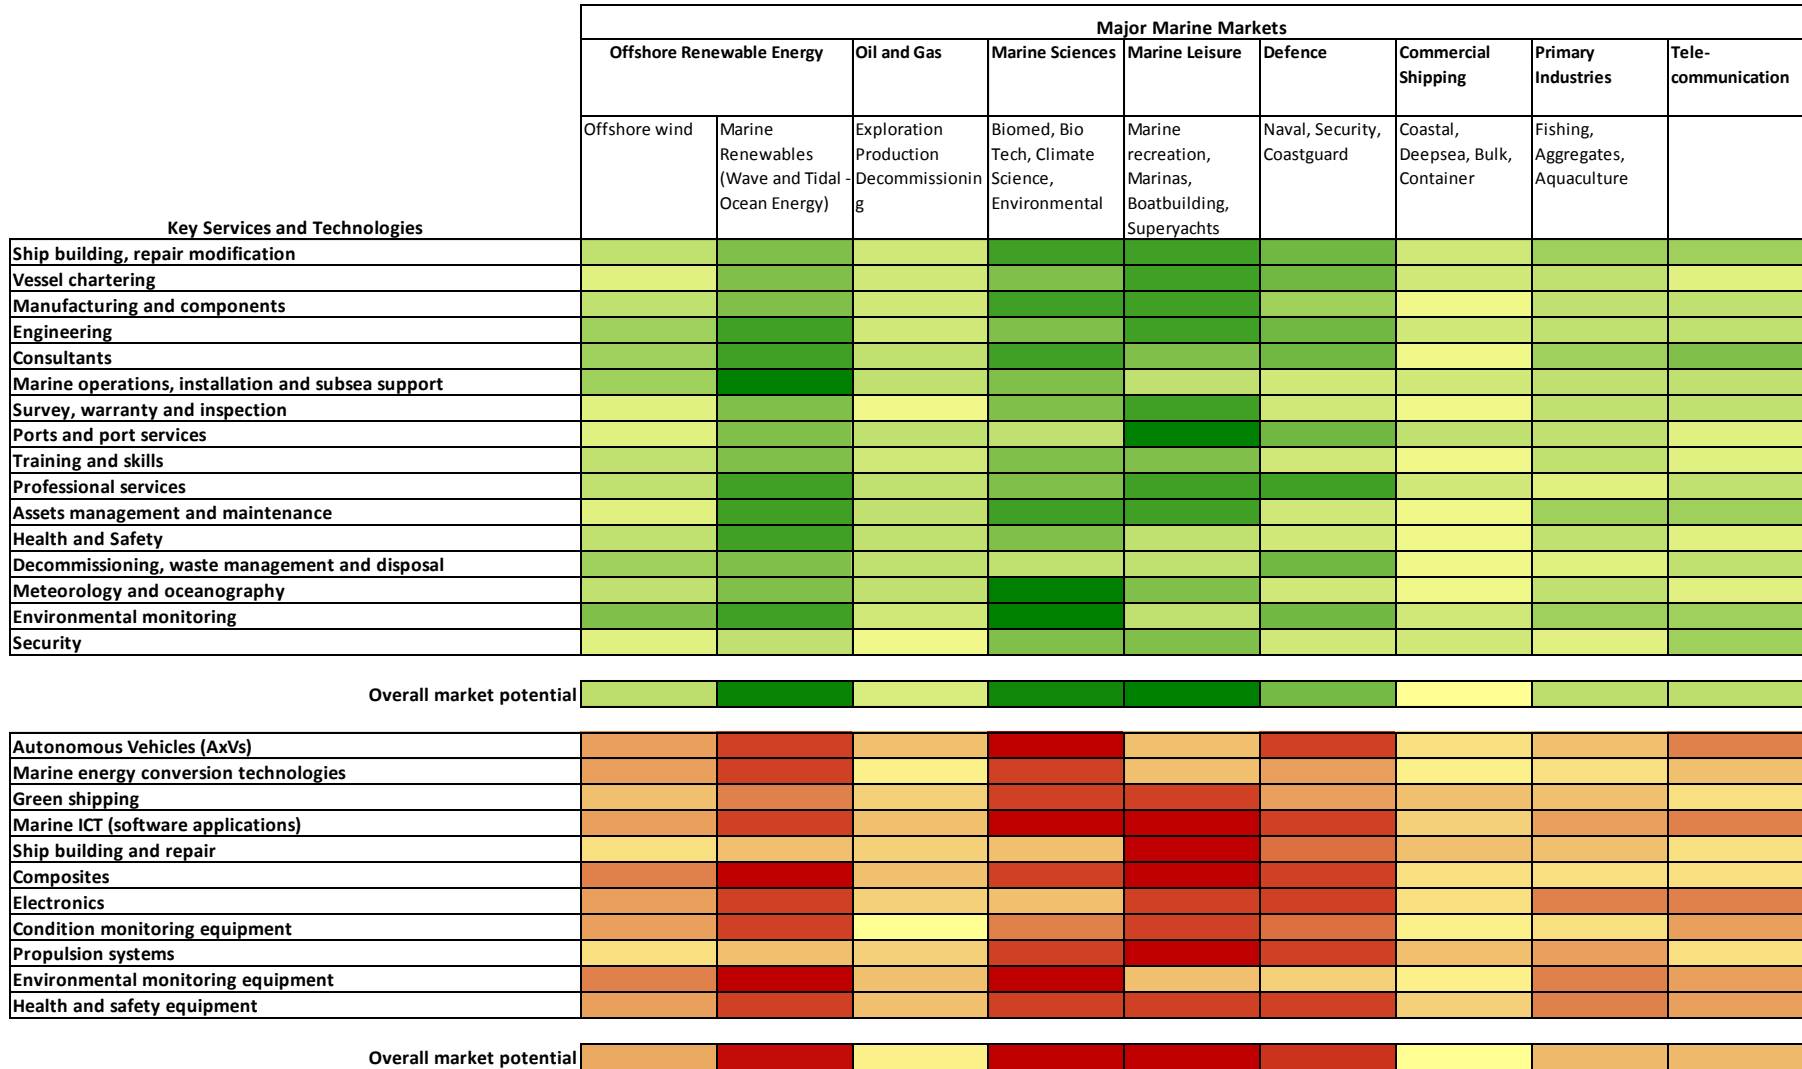 Major Marine Markets
Offshore Renewable Energy
Oil and Gas
Marine Sciences
Marine Leisure
Defence
Commercial
Shipping
Primary
Industries
Tele-
communication
Offshore wind
Marine
Renewables
(Wave and Tidal -
Ocean Energy)
Exploration
Production
Decommissionin
g
Biomed, Bio
Tech, Climate
Science,
Environmental
Marine
recreation,
Marinas,
Boatbuilding,
Superyachts
Naval, Security,
Coastguard
Coastal,
Deepsea, Bulk,
Container
Fishing,
Aggregates,
Aquaculture
Key Services and Technologies
Ship building, repair modification
Vessel chartering
Manufacturing and components
Engineering
Consultants
Marine operations, installation and subsea support
Survey, warranty and inspection
Ports and port services
Training and skills
Professional services
Assets management and maintenance
Health and Safety
Decommissioning, waste management and disposal
Meteorology and oceanography
Environmental monitoring
Security
Overall market potential
Autonomous Vehicles (AxVs)
Marine energy conversion technologies
Green shipping
Marine ICT (software applications)
Ship building and repair
Composites
Electronics
Condition monitoring equipment
Propulsion systems
Environmental monitoring equipment
Health and safety equipment
Overall market potential